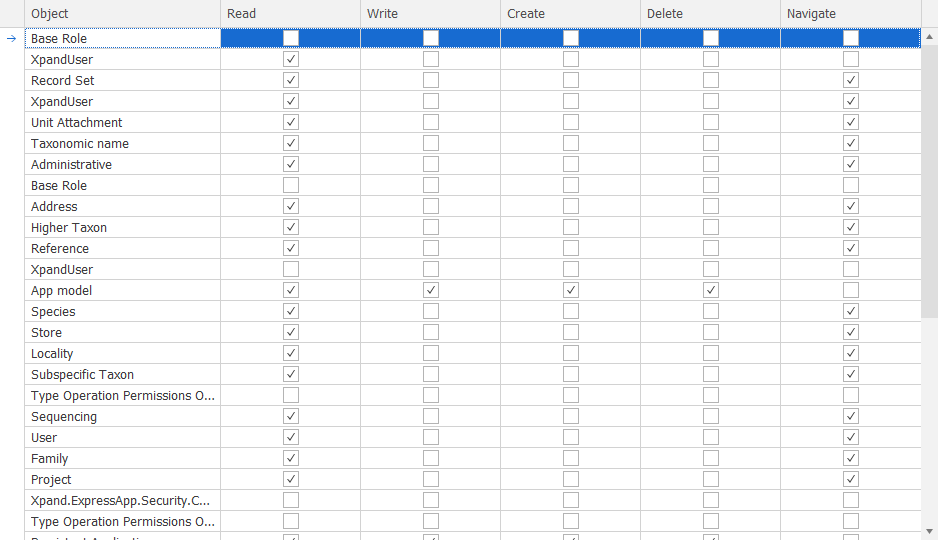 Object Read Write Create Delete Navigate
Base Role
XpandUser
Record Set
XpandUser
Unit Attachment
Taxonomic name
Administrative
Base Role
Address
Higher Taxon
Reference
XpandUser
App model
Species
Store
Locality
Subspecific Taxon
Type Operation Permissions O...
Sequencing
User
Family
Project
Xpand.ExpressApp.Security.C...
Type Operation Permissions O...